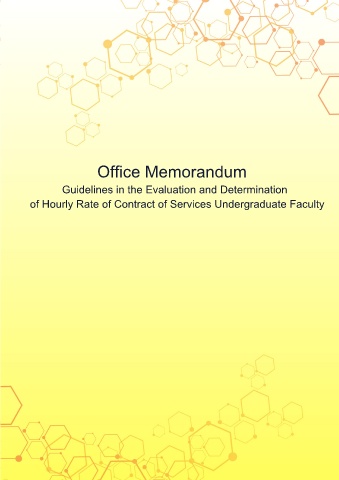 Office Memorandum
Guidelines in the Evaluation and Determination
of Hourly Rate of Contract of Services Undergraduate Faculty